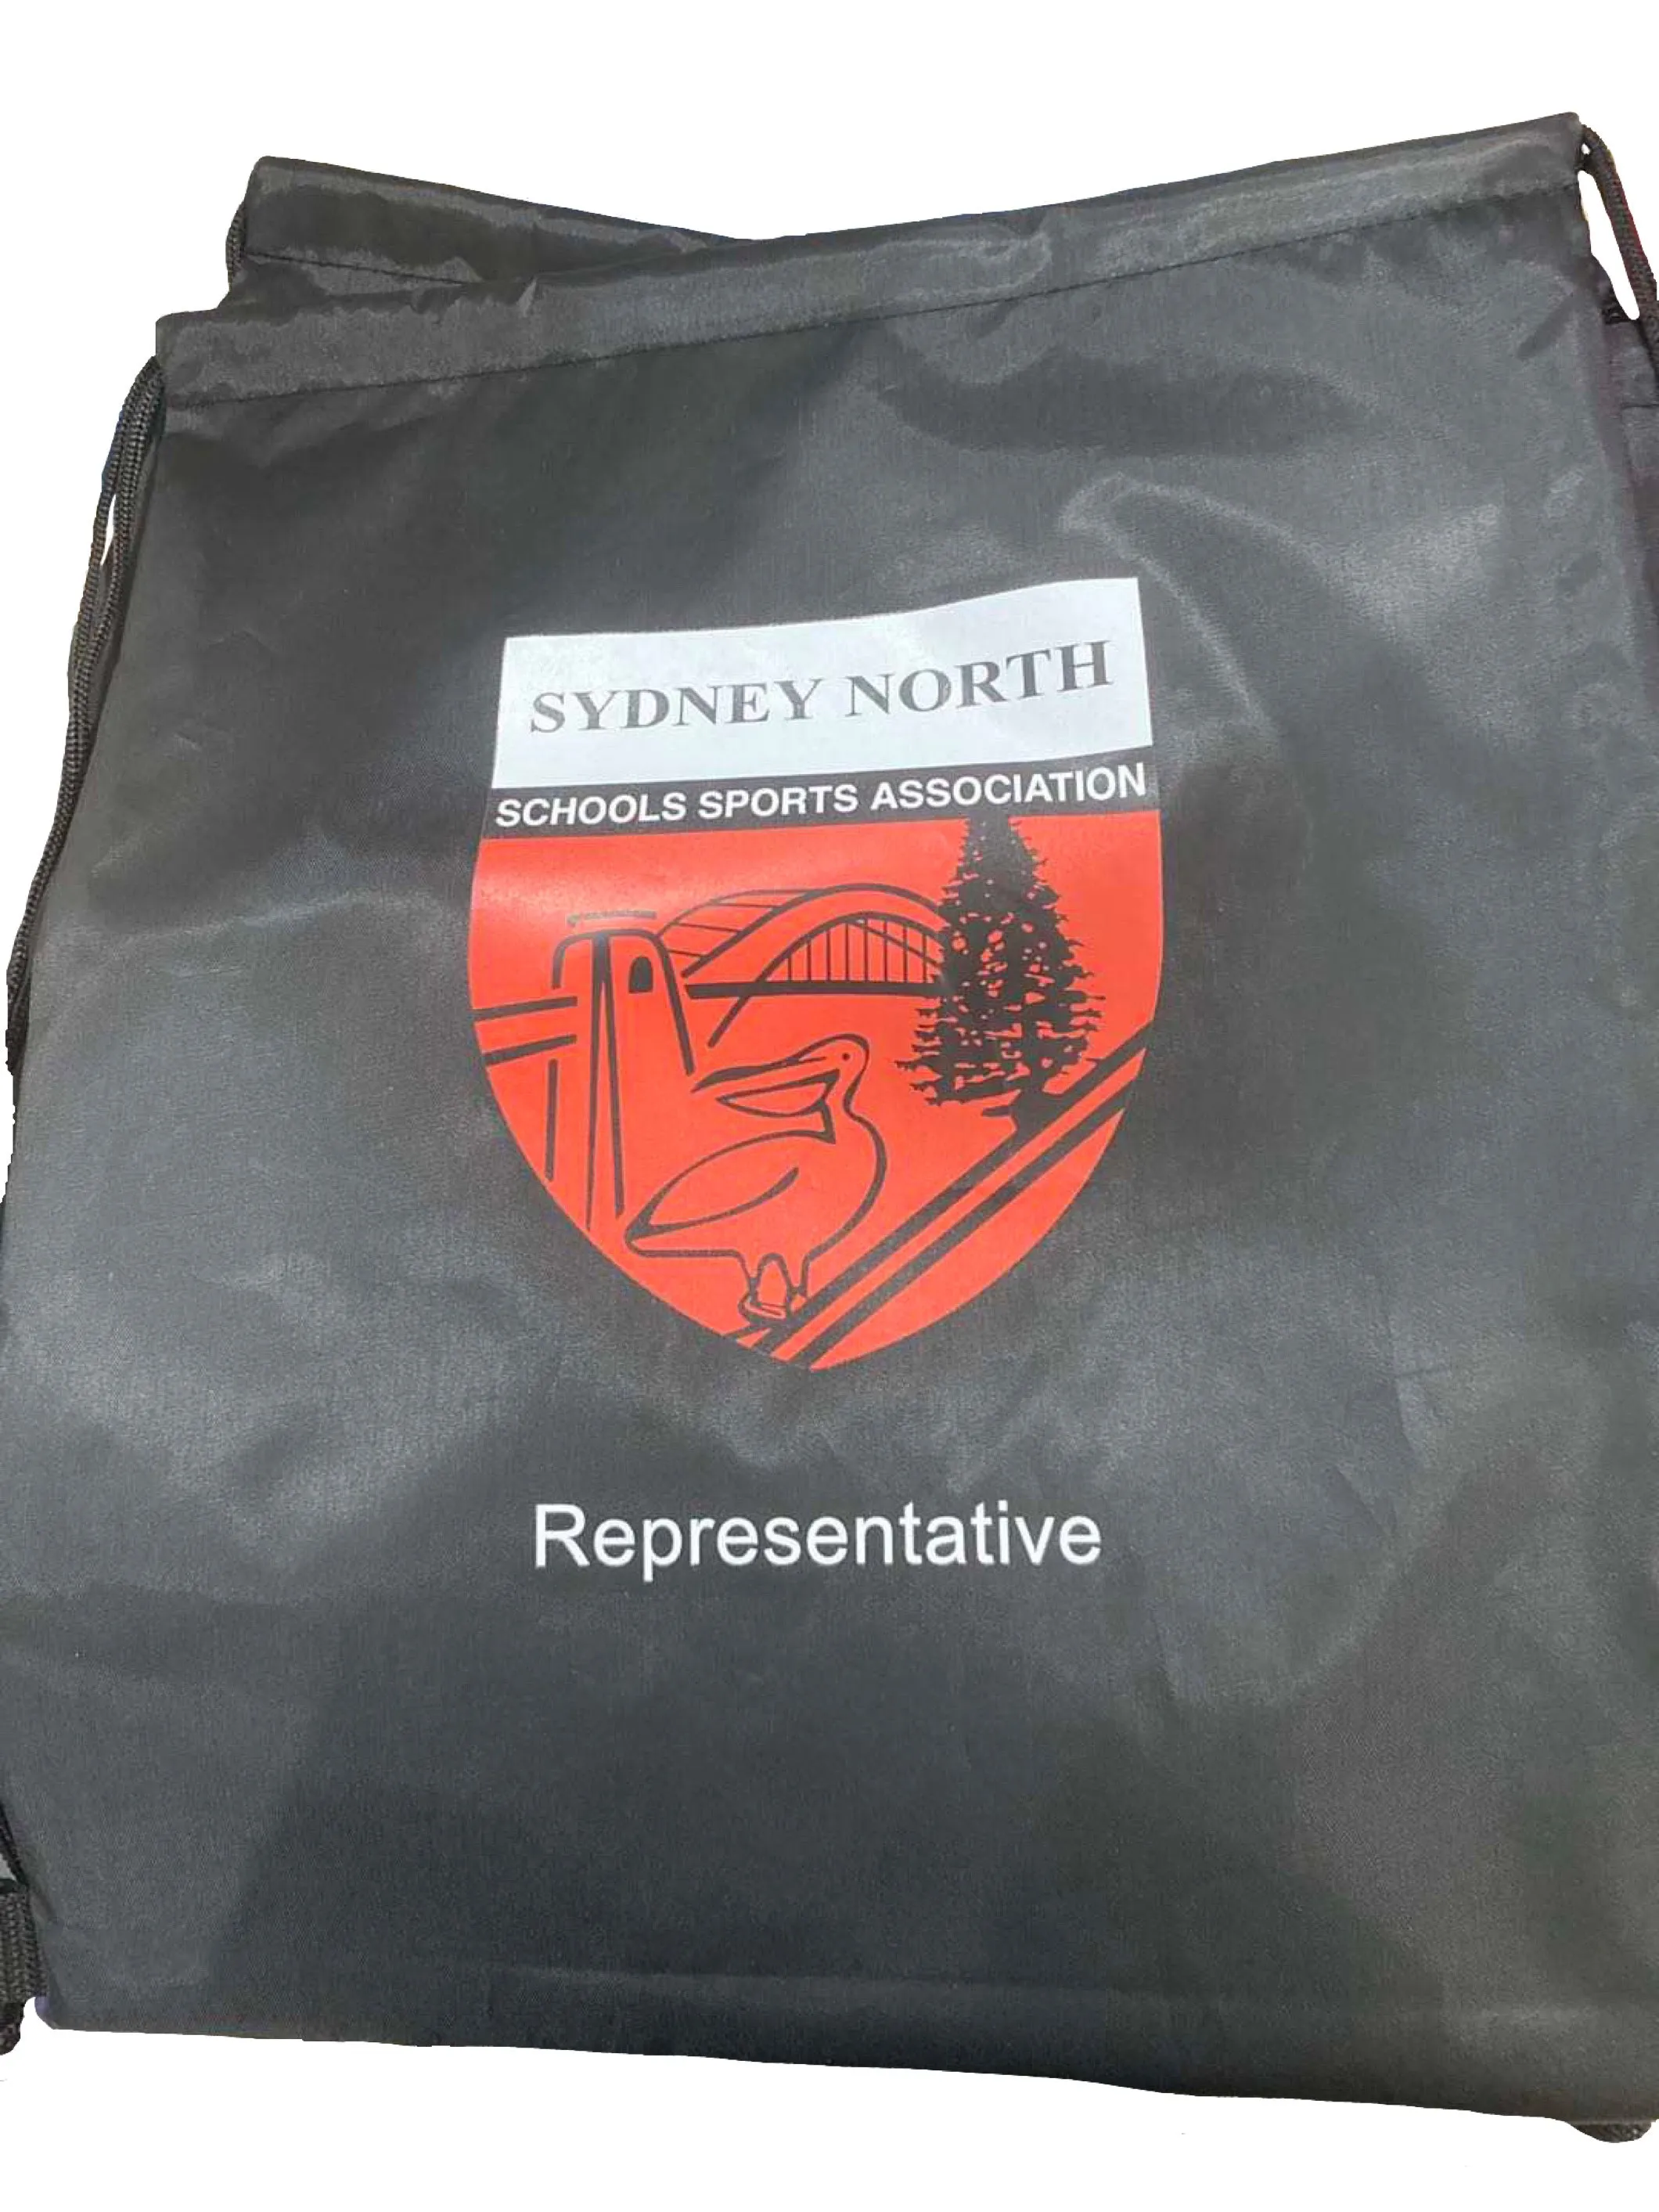 SYDNEY NORTH
SCHOOLS SPORTS ASSOCIATION
Representative